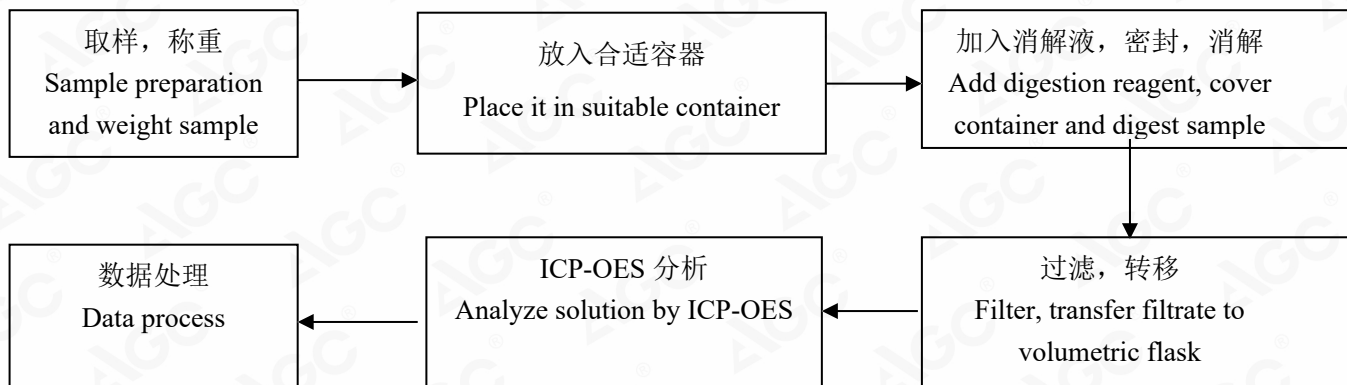 取样，称重
Sample preparation
and weight sample
放入合适容器
Place it in suitable container
加入消解液，密封，消解
Add digestion reagent, cover
container and digest sample
过滤，转移
Filter, transfer filtrate to
volumetric flask
ICP-OES 分析
Analyze solution by ICP-OES
数据处理
Data process
AGC